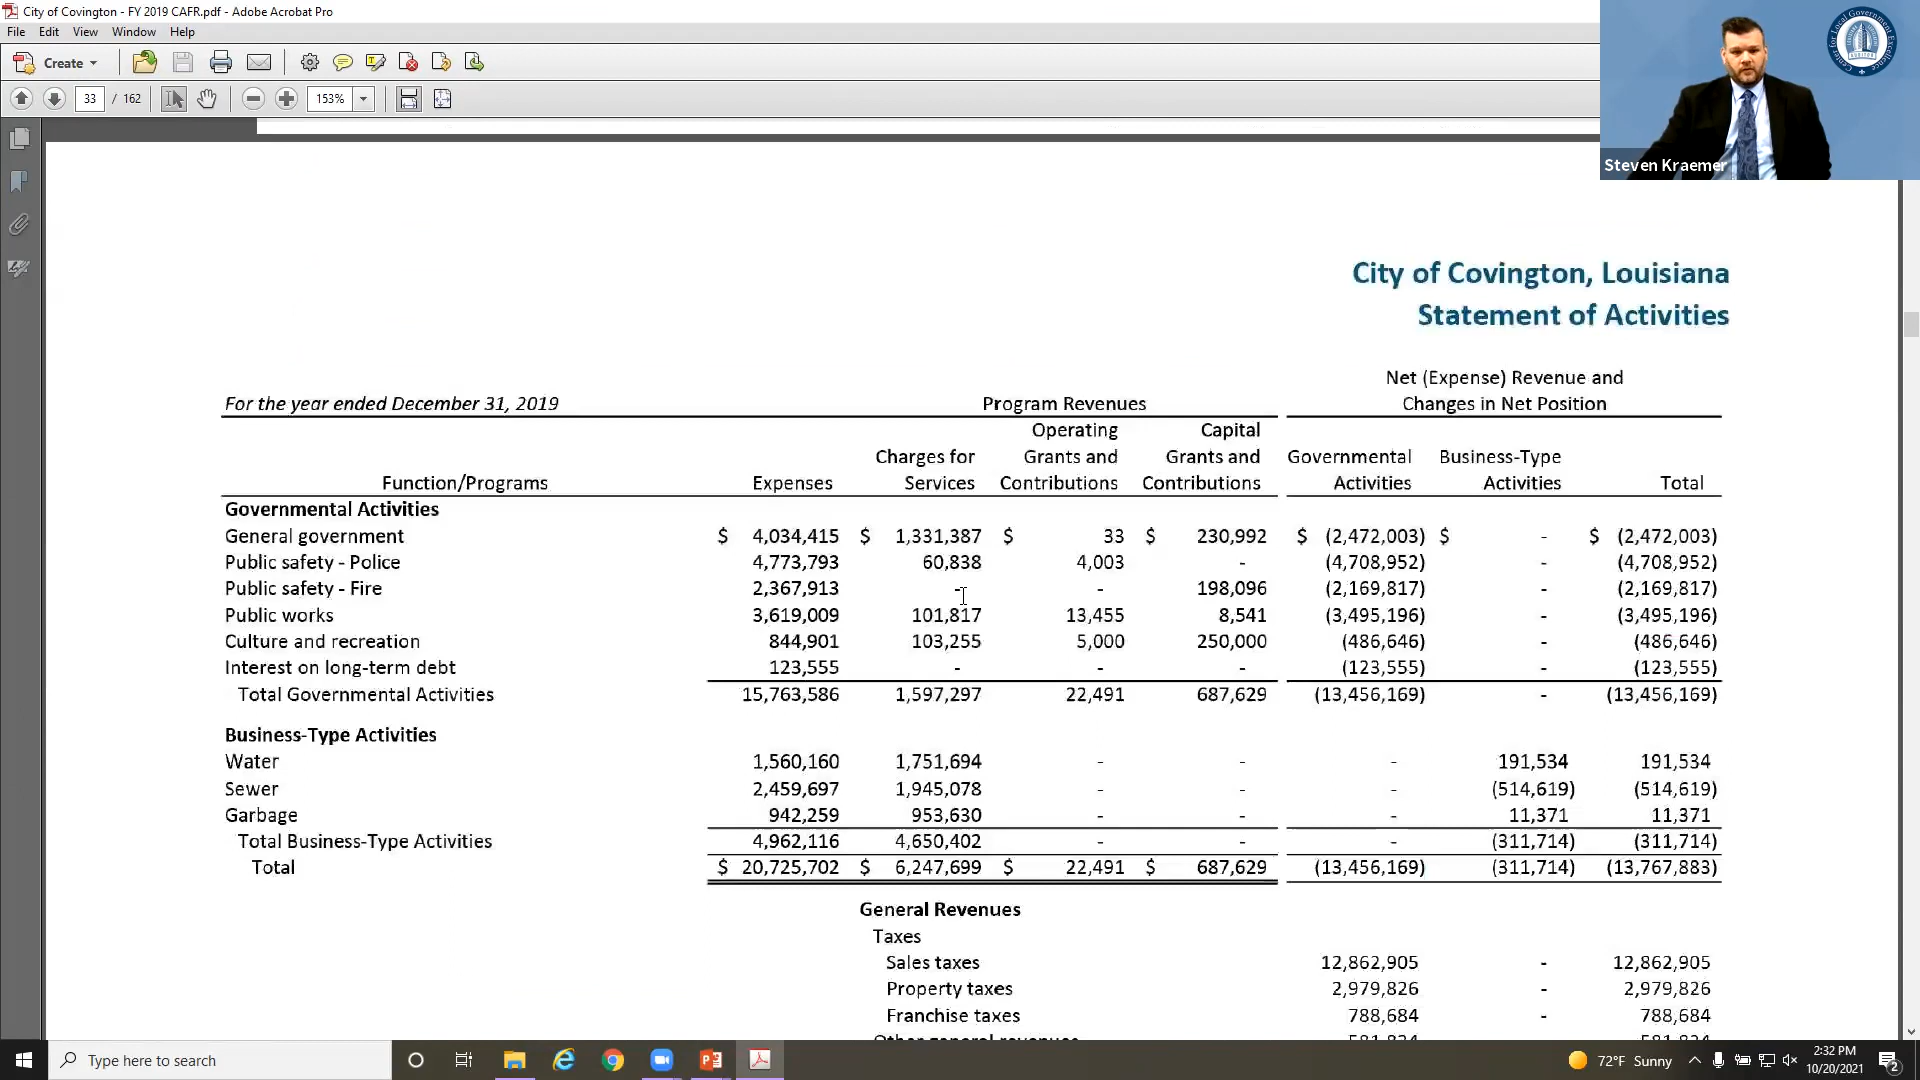 City of Covington - FY 2019 CAFR.pdf - Adobe Acrobat Pro
File Edit View Window Help
Create
33 / 162 153%
Steven Kraemer
City of Covington, Louisiana
Statement of Activities
Net (Expense) Revenue and
For the year ended December 31, 2019 Program Revenues Changes in Net Position
Operating Capital
Charges for Grants and Grants and Governmental Business-Type
Function/Programs Expenses Services Contributions Contributions Activities Activities Total
Governmental Activities
General government $ 4,034,415 $ 1,331,387 $ 33 $ 230,992 $ (2,472,003) $ - $ (2,472,003)
Public safety - Police 4,773,793 60,838 4,003 - (4,708,952) - (4,708,952)
Public safety - Fire 2,367,913 - - 198,096 (2,169,817) - (2,169,817)
Public works 3,619,009 101,817 13,455 8,541 (3,495,196) - (3,495,196)
Culture and recreation 844,901 103,255 5,000 250,000 (486,646) - (486,646)
Interest on long-term debt 123,555 - - - (123,555) - (123,555)
Total Governmental Activities 15,763,586 1,597,297 22,491 687,629 (13,456,169) - (13,456,169)
Business-Type Activities
Water 1,560,160 1,751,694 - - - 191,534 191,534
Sewer 2,459,697 1,945,078 - - - (514,619) (514,619)
Garbage 942,259 953,630 - - - 11,371 11,371
Total Business-Type Activities 4,962,116 4,650,402 - - - (311,714) (311,714)
Total $ 20,725,702 $ 6,247,699 $ 22,491 $ 687,629 (13,456,169) (311,714) (13,767,883)
General Revenues
Taxes
Sales taxes 12,862,905 - 12,862,905
Property taxes 2,979,826 - 2,979,826
Franchise taxes 788,684 - 788,684
Other general revenues
Type here to search
72°F Sunny
2:32 PM
10/20/2021
2